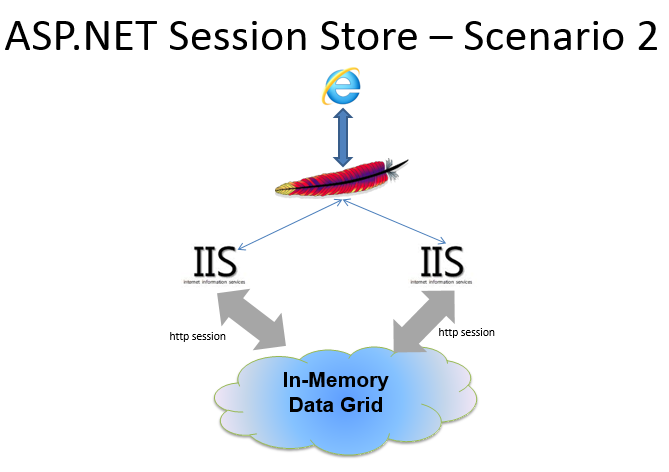 ASP.NET Session Store – Scenario 2
IIS
Internet Information services
IIS
Internet Information services
http session
http session
In-Memory
Data Grid